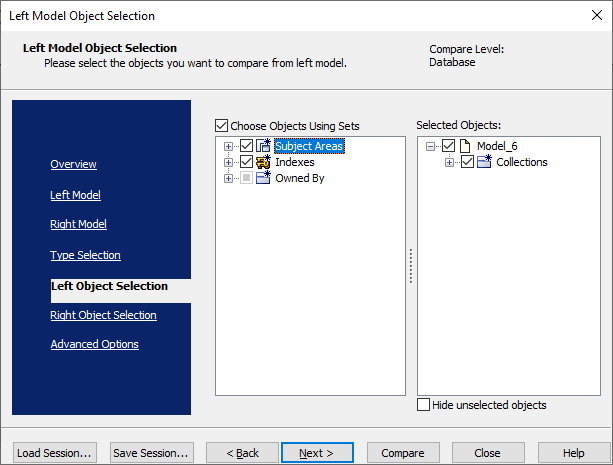 Left Model Object Selection
Left Model Object Selection
Please select the objects you want to compare from left model.
Compare Level:
Database
Overview
Left Model
Right Model
Type Selection
Left Object Selection
Right Object Selection
Advanced Options
Choose Objects Using Sets
Subject Areas
Indexes
Owned By
Selected Objects:
Model_6
Collections
Hide unselected objects
Load Session...
Save Session...
< Back
Next >
Compare
Close
Help